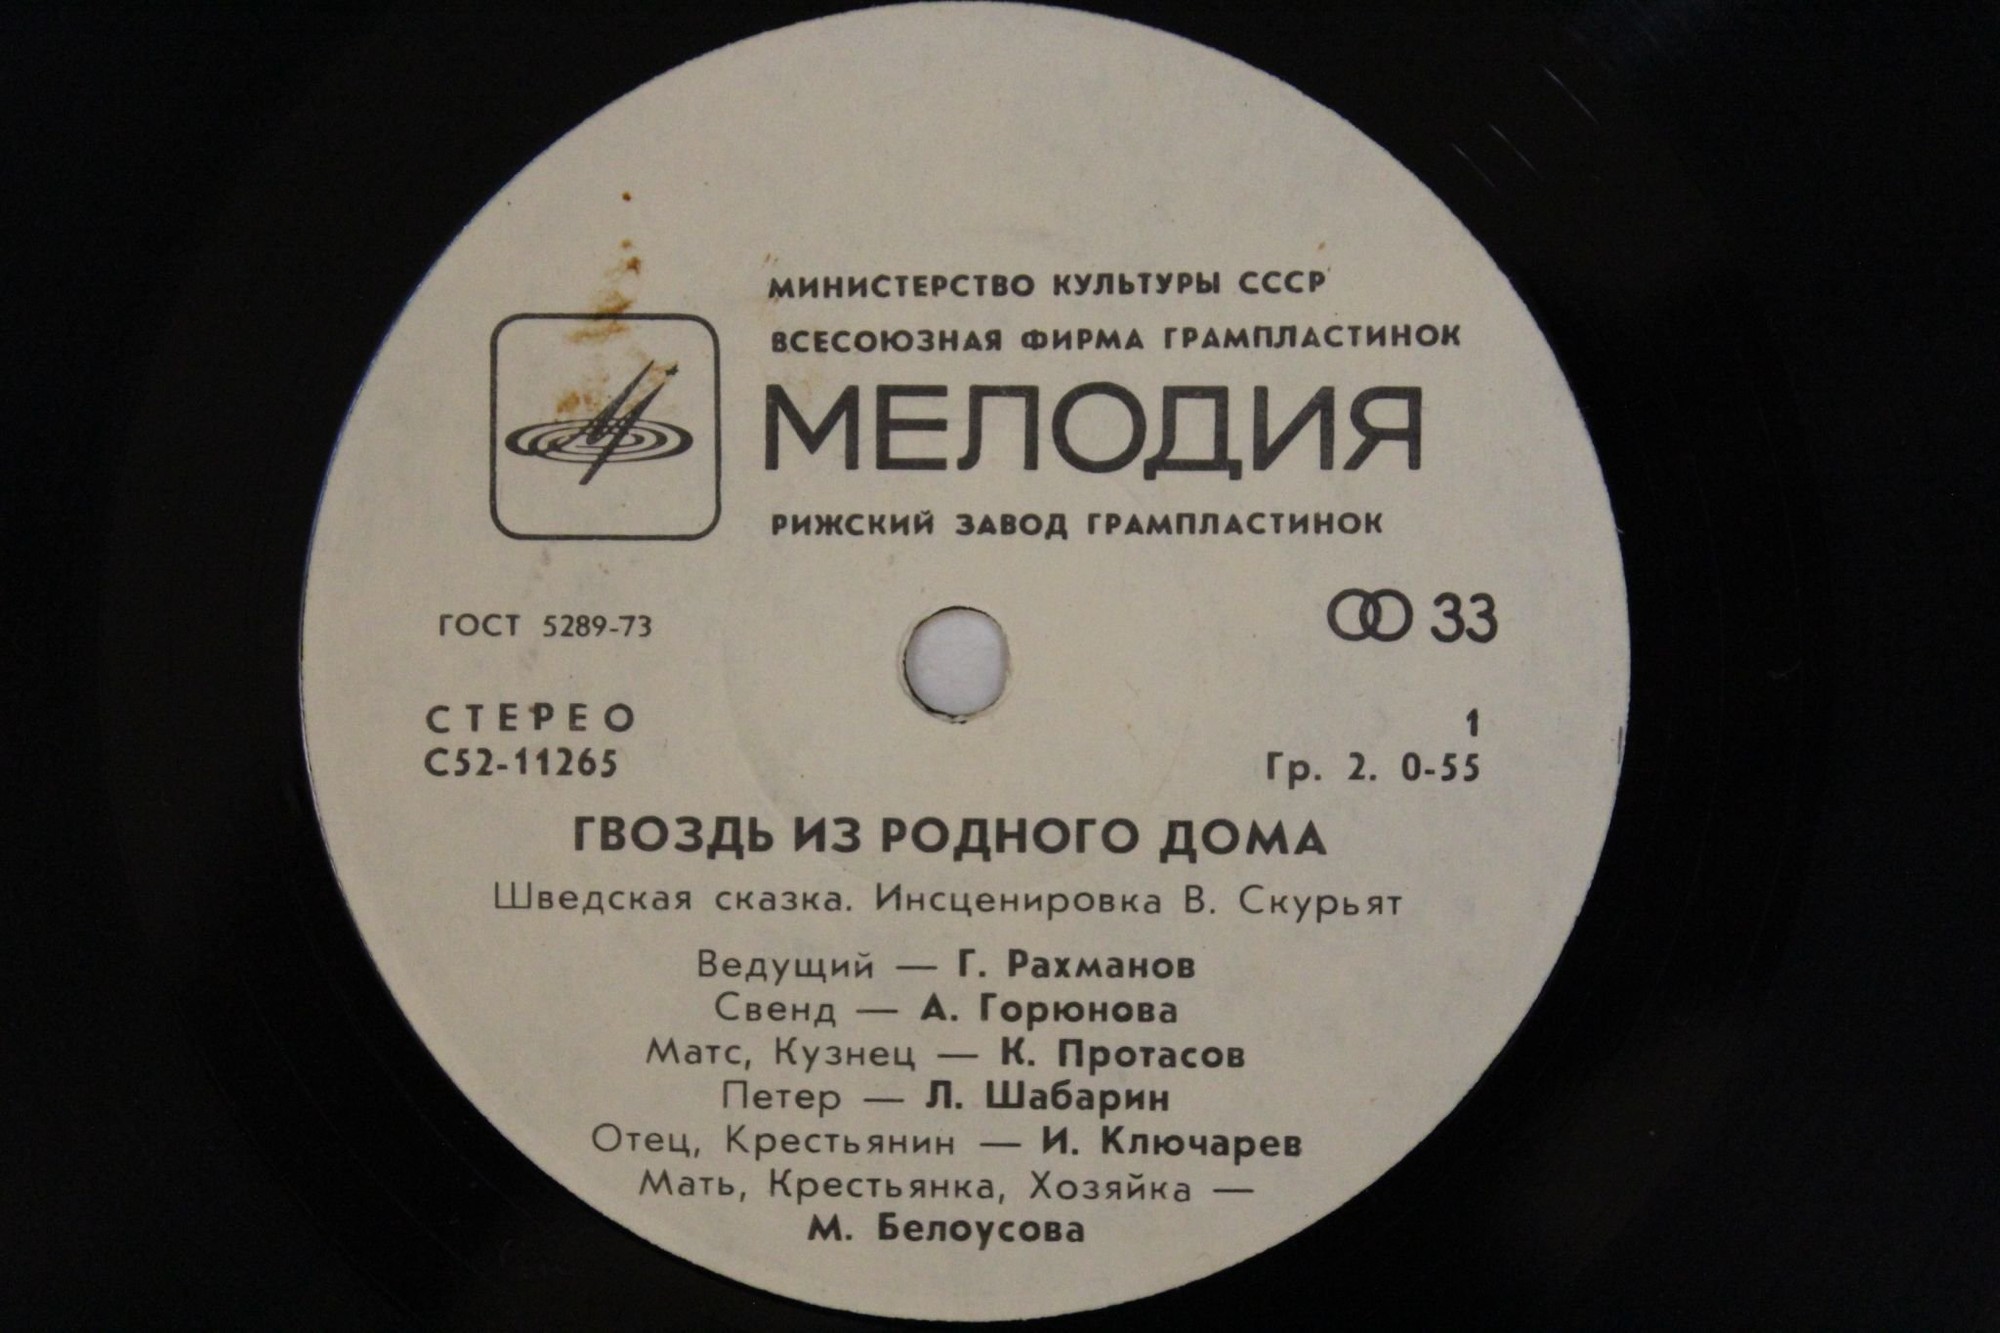 МИНИСТЕРСТВО КУЛЬТУРЫ СССР
ВСЕСОЮЗНАЯ ФИРМА ГРАМПЛАСТИНОК
МЕЛОДИЯ
РИЖСКИЙ ЗАВОД ГРАМПЛАСТИНОК
ГОСТ 5289-73
33
СТЕРЕО
1
С52-11265
Гр. 2. 0-55
ГВОЗДЬ ИЗ РОДНОГО ДОМА
Шведская сказка. Инсценировка В. Скурьят
Ведущий — Г. Рахманов
Свенд — А. Горюнова
Матс, Кузнец — К. Протасов
Петер — Л. Шабарин
Отец, Крестьянин — И. Ключарев
Мать, Крестьянка, Хозяйка —
М. Белоусова